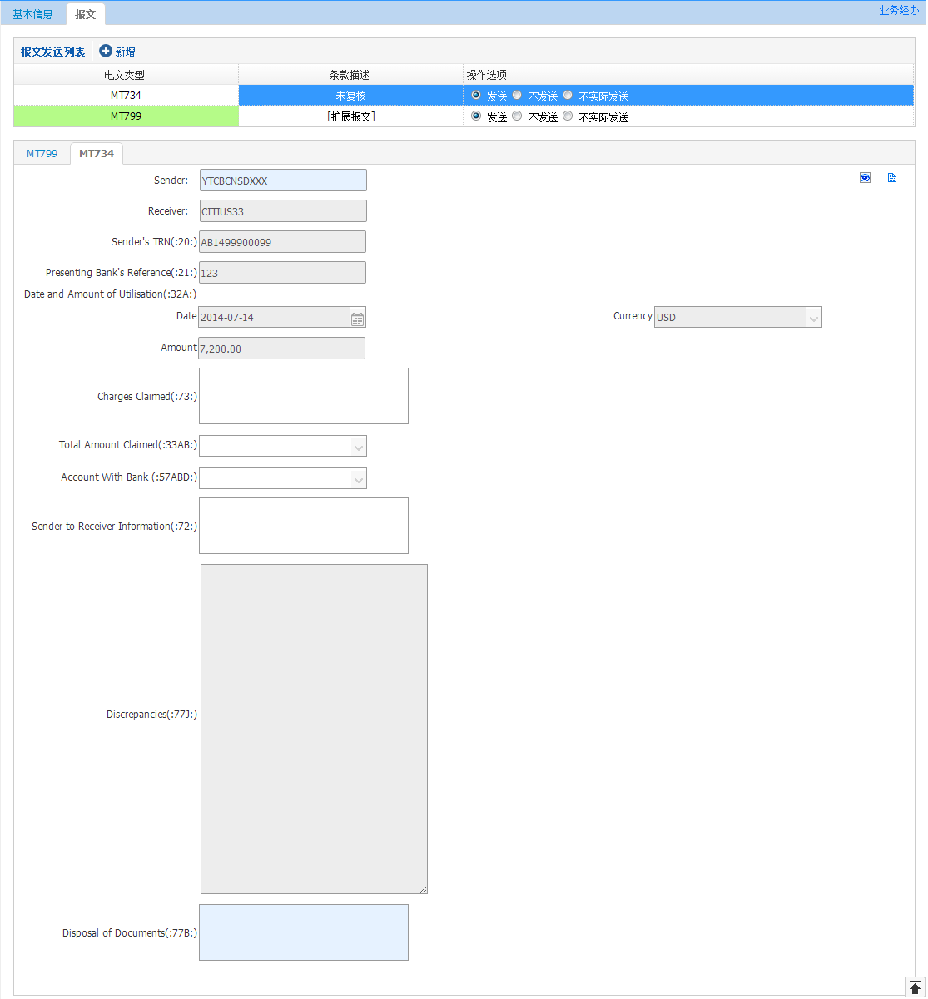 基本信息 报文 业务经办
报文发送列表 新增
电文类型 条款描述 操作选项
MT734 未复核 发送 不发送 不实际发送
MT799 [扩展报文] 发送 不发送 不实际发送
MT799 MT734
Sender: YTCBCNSDXXX
Receiver: CITIUS33
Sender's TRN(:20:) AB1499900099
Presenting Bank's Reference(:21:) 123
Date and Amount of Utilisation(:32A:)
Date 2014-07-14 Currency USD
Amount 7,200.00
Charges Claimed(:73:)
Total Amount Claimed(:33AB:)
Account With Bank (:57ABD:)
Sender to Receiver Information(:72:)
Discrepancies(:77J:)
Disposal of Documents(:77B:)